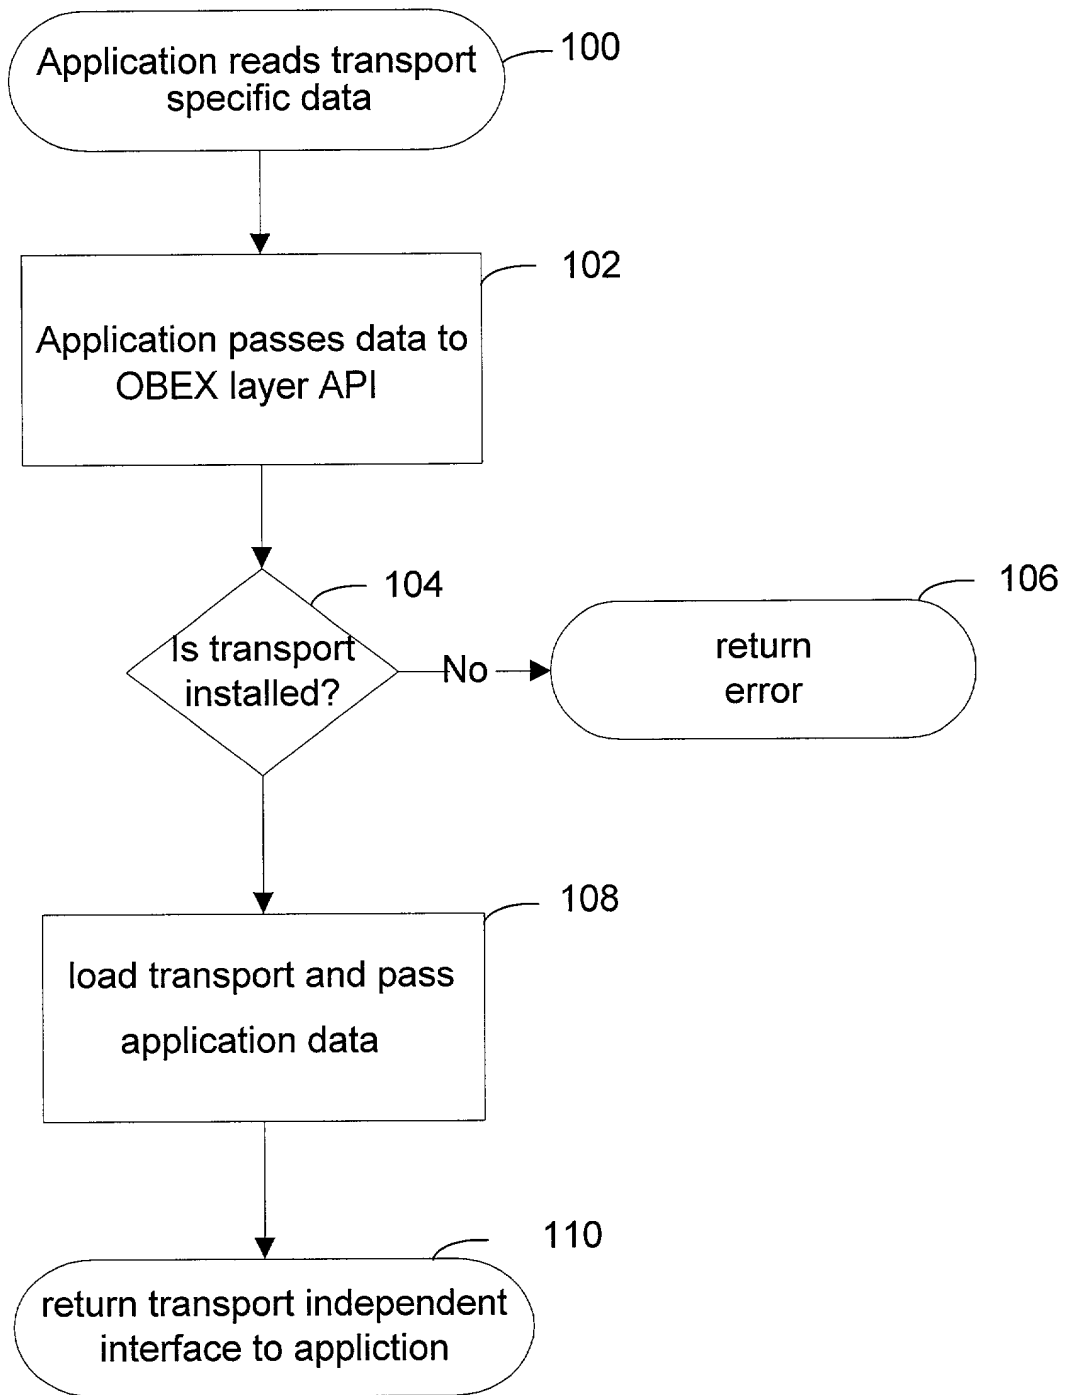 Application reads transport
specific data
100
102
Application passes data to
OBEX layer API
104
106
Is transport
installed?
No
return
error
108
load transport and pass
application data
110
return transport independent
interface to appliction